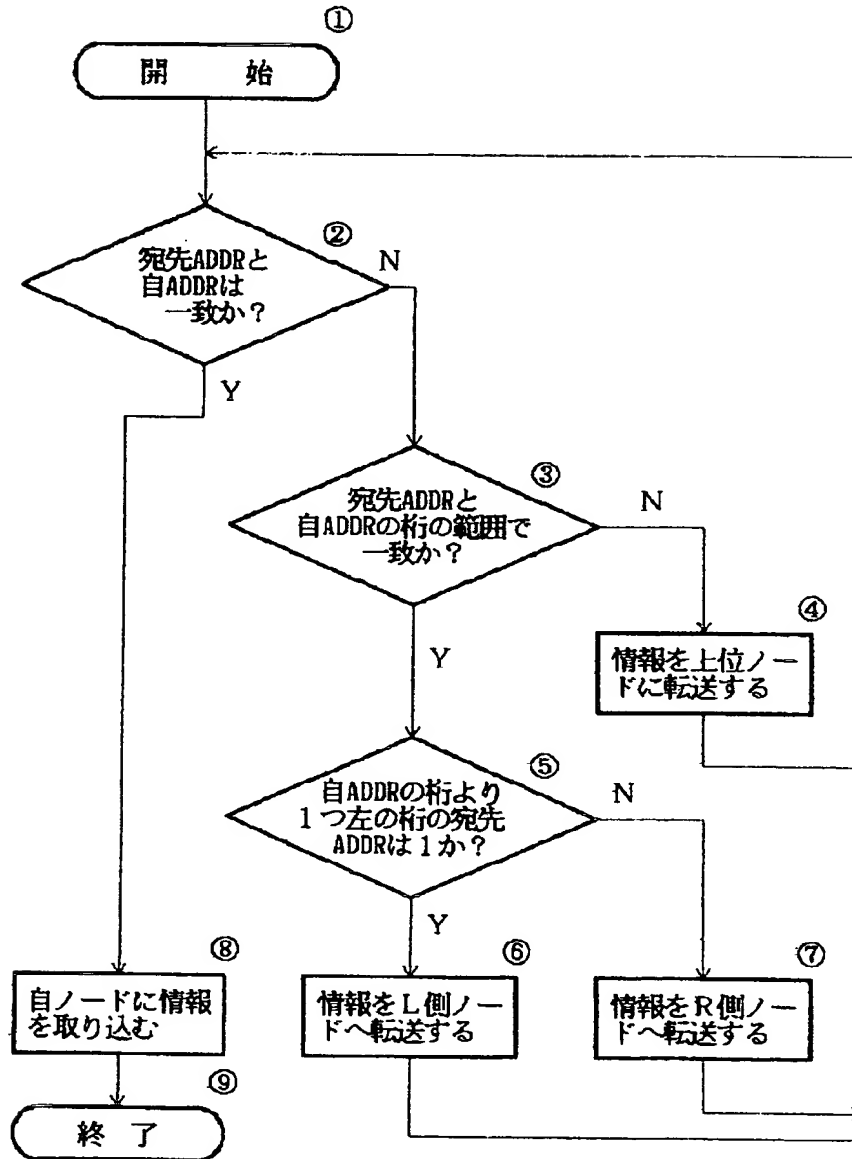 ①
開 始
②
宛先ADDRと
自ADDRは
一致か？
N
Y
③
宛先ADDRと
自ADDRの桁の範囲で
一致か？
N
Y
④
情報を上位ノー
ドに転送する
⑤
自ADDRの桁より
１つ左の桁の宛先
ADDRは１か？
N
Y
⑥
情報をＬ側ノー
ドへ転送する
⑦
情報をＲ側ノー
ドへ転送する
⑧
自ノードに情報
を取り込む
⑨
終 了